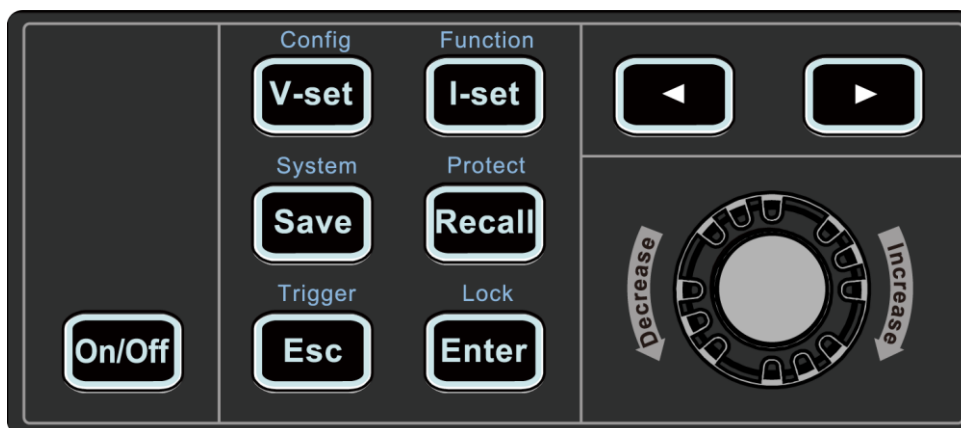 Config
Function
V-set
I-set
System
Protect
Save
Recall
Trigger
Lock
On/Off
Esc
Enter
Decrease
Increase